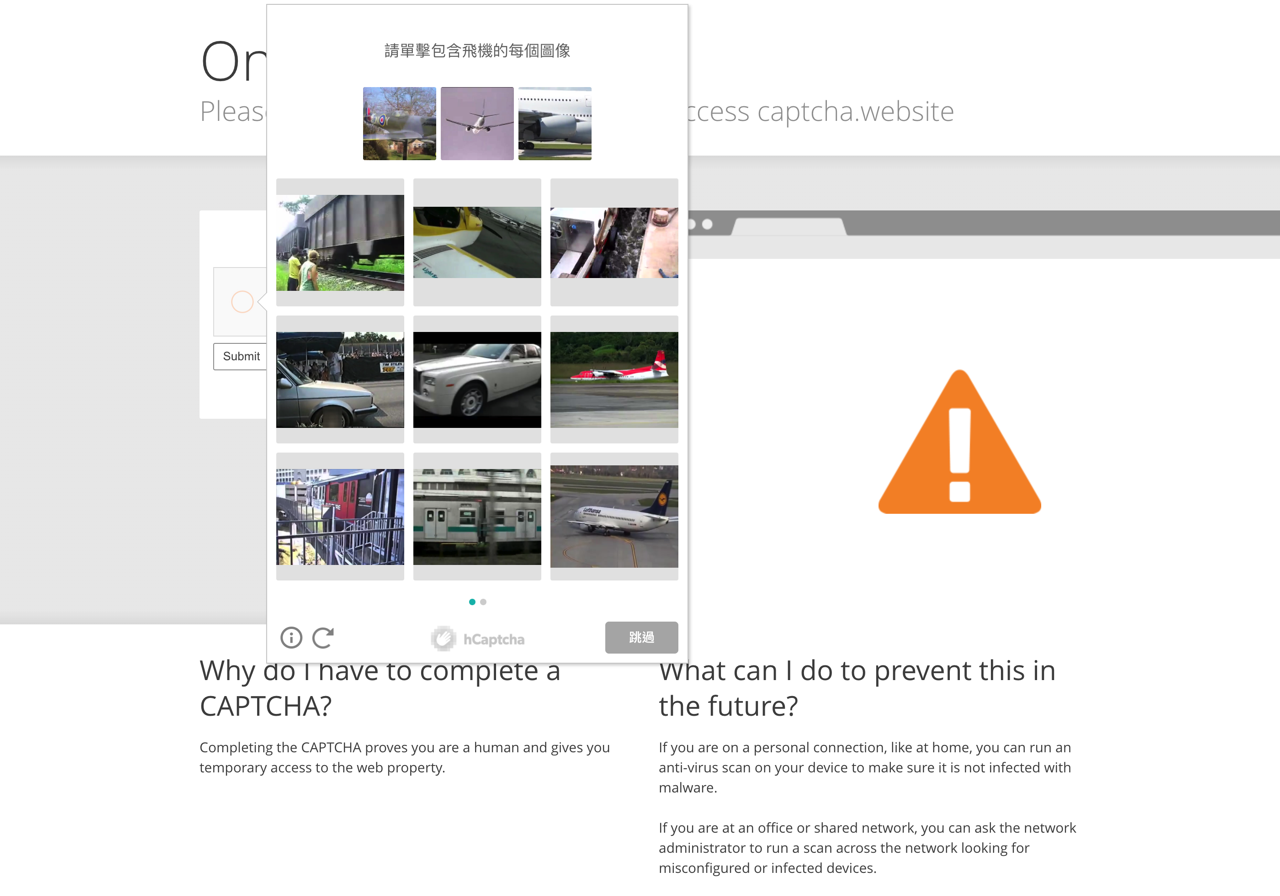 On
Pleas ccess captcha.website
請單擊包含飛機的每個圖像
Submit
Lufthansa
hCaptcha
跳過
Why do I have to complete a
CAPTCHA?
Completing the CAPTCHA proves you are a human and gives you
temporary access to the web property.
What can I do to prevent this in
the future?
If you are on a personal connection, like at home, you can run an
anti-virus scan on your device to make sure it is not infected with
malware.
If you are at an office or shared network, you can ask the network
administrator to run a scan across the network looking for
misconfigured or infected devices.